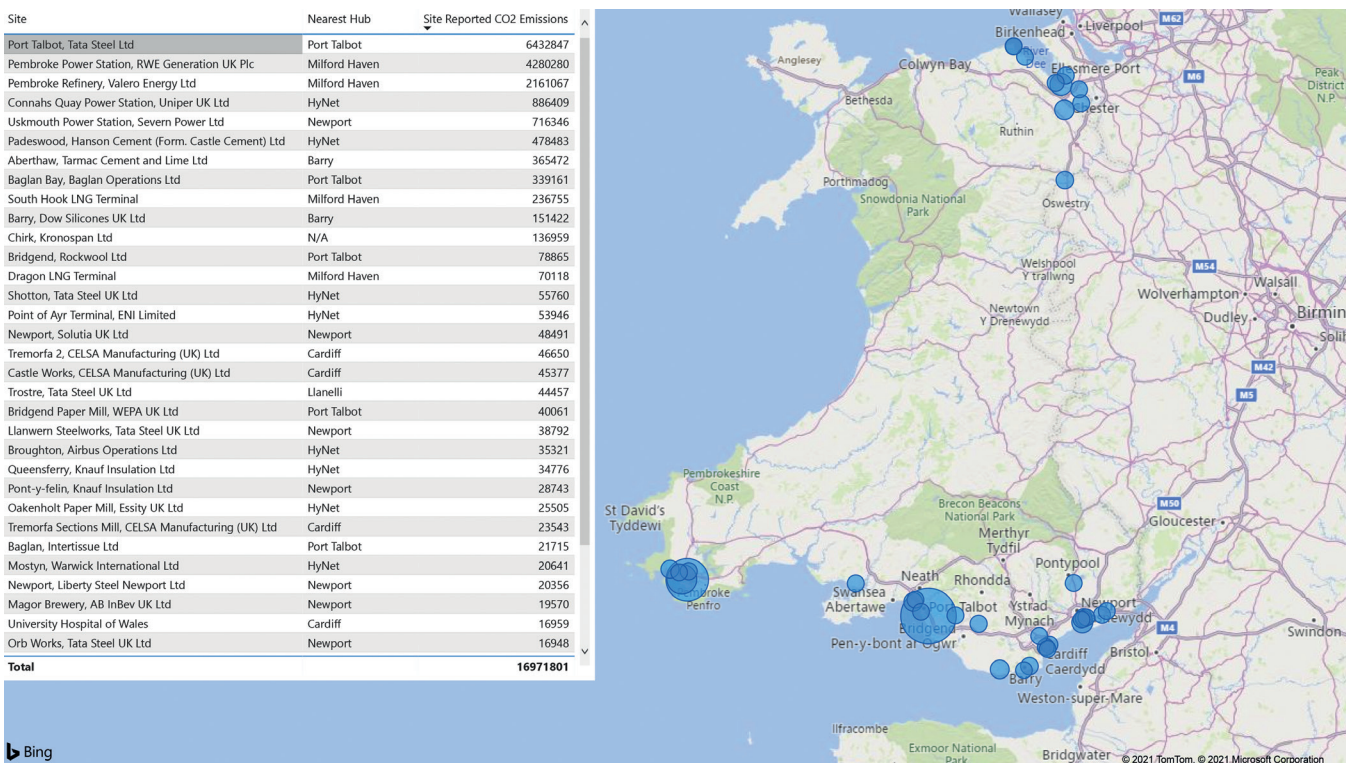 Site Nearest Hub Site Reported CO2 Emissions
Port Talbot, Tata Steel Ltd Port Talbot 6432847
Pembroke Power Station, RWE Generation UK Plc Milford Haven 4280280
Pembroke Refinery, Valero Energy Ltd Milford Haven 2161067
Connahs Quay Power Station, Uniper UK Ltd HyNet 886409
Uskmouth Power Station, Severn Power Ltd Newport 716346
Padeswood, Hanson Cement (Form. Castle Cement) Ltd HyNet 478483
Aberthaw, Tarmac Cement and Lime Ltd Barry 365472
Baglan Bay, Baglan Operations Ltd Port Talbot 339161
South Hook LNG Terminal Milford Haven 236755
Barry, Dow Silicones UK Ltd Barry 151422
Chirk, Kronospan Ltd N/A 136959
Bridgend, Rockwool Ltd Port Talbot 78865
Dragon LNG Terminal Milford Haven 70118
Shotton, Tata Steel UK Ltd HyNet 55760
Point of Ayr Terminal, ENI Limited HyNet 53946
Newport, Solutia UK Ltd Newport 48491
Tremorfa 2, CELSA Manufacturing (UK) Ltd Cardiff 46650
Castle Works, CELSA Manufacturing (UK) Ltd Cardiff 45377
Trostre, Tata Steel UK Ltd Llanelli 44457
Bridgend Paper Mill, WEPA UK Ltd Port Talbot 40061
Llanwern Steelworks, Tata Steel UK Ltd Newport 38792
Broughton, Airbus Operations Ltd HyNet 35321
Queensferry, Knauf Insulation Ltd HyNet 34776
Pont-y-felin, Knauf Insulation Ltd Newport 28743
Oakenholt Paper Mill, Essity UK Ltd HyNet 25505
Tremorfa Sections Mill, CELSA Manufacturing (UK) Ltd Cardiff 23543
Baglan, Intertissue Ltd Port Talbot 21715
Mostyn, Warwick International Ltd HyNet 20641
Newport, Liberty Steel Newport Ltd Newport 20356
Magor Brewery, AB InBev UK Ltd Newport 19570
University Hospital of Wales Cardiff 16959
Orb Works, Tata Steel UK Ltd Newport 16948
Total 16971801
Wallasey
M62
Birkenhead Liverpool
River
Dee
Anglesey
Colwyn Bay
Ellesmere Port
M6
Peak
District
N.P.
Bethesda
Chester
Ruthin
Porthmadog
Snowdonia National
Park
Oswestry
Welshpool
Y trallwng
M54
Walsall
Wolverhampton
Newtown
Y Drenewydd
Dudley
Birmin
Solih
M42
M5
Pembrokeshire
Coast
N.P.
St David's
Tyddewi
Brecon Beacons
National Park
M50
Gloucester
Merthyr
Tydfil
Pontypool
Neath
Rhondda
Pembroke
Penfro
Swansea
Abertawe
Port Talbot
Ystrad
Mynach
Newport
Bridgend
Pen-y-bont ar Ogwr
M4
Swindon
Cardiff
Caerdydd
Bristol
Barry
Weston-super-Mare
Ilfracombe
Exmoor National
Park
Bridgwater
Bing
© 2021 TomTom, © 2021 Microsoft Corporation